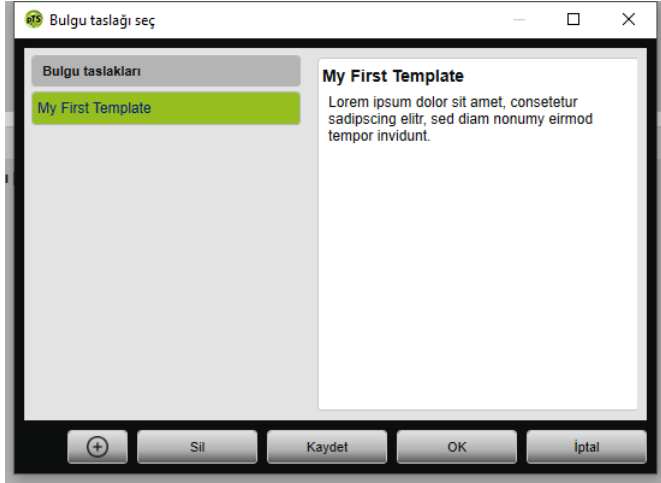 pTS Bulgu taslağı seç
Bulgu taslakları
My First Template
My First Template
Lorem ipsum dolor sit amet, consetetur
sadipscing elitr, sed diam nonumy eirmod
tempor invidunt.
Sil
Kaydet
OK
İptal